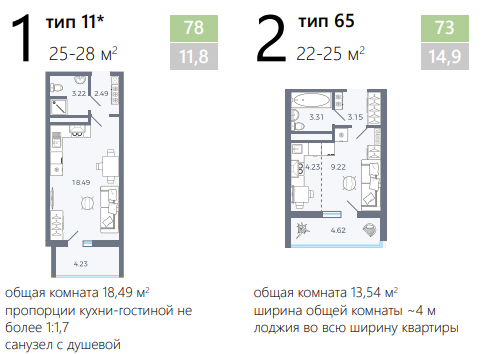 1 тип 11*
25-28 м²
78
11,8
3.22
2.49
18.49
4.23
общая комната 18,49 м²
пропорции кухни-гостиной не
более 1:1,7
санузел с душевой
2 тип 65
22-25 м²
73
14,9
3.31
3.15
4.23
9.22
4.62
общая комната 13,54 м²
ширина общей комнаты ~4 м
лоджия во всю ширину квартиры